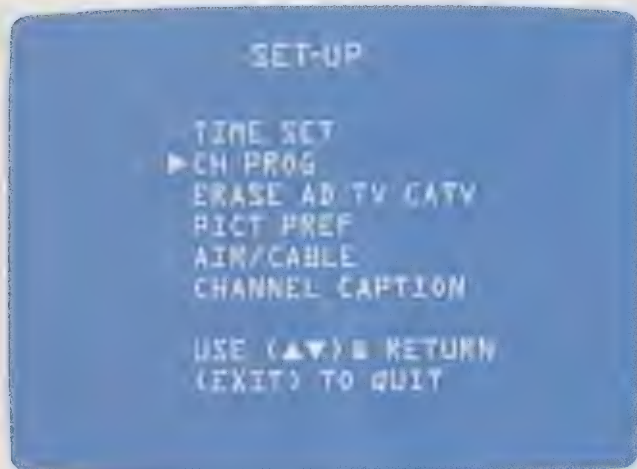 SET-UP
TIME SET
▶CH PROG
ERASE AD TV CATV
PICT PREF
AIR/CABLE
CHANNEL CAPTION
USE (▲▼) & RETURN
(EXIT) TO QUIT